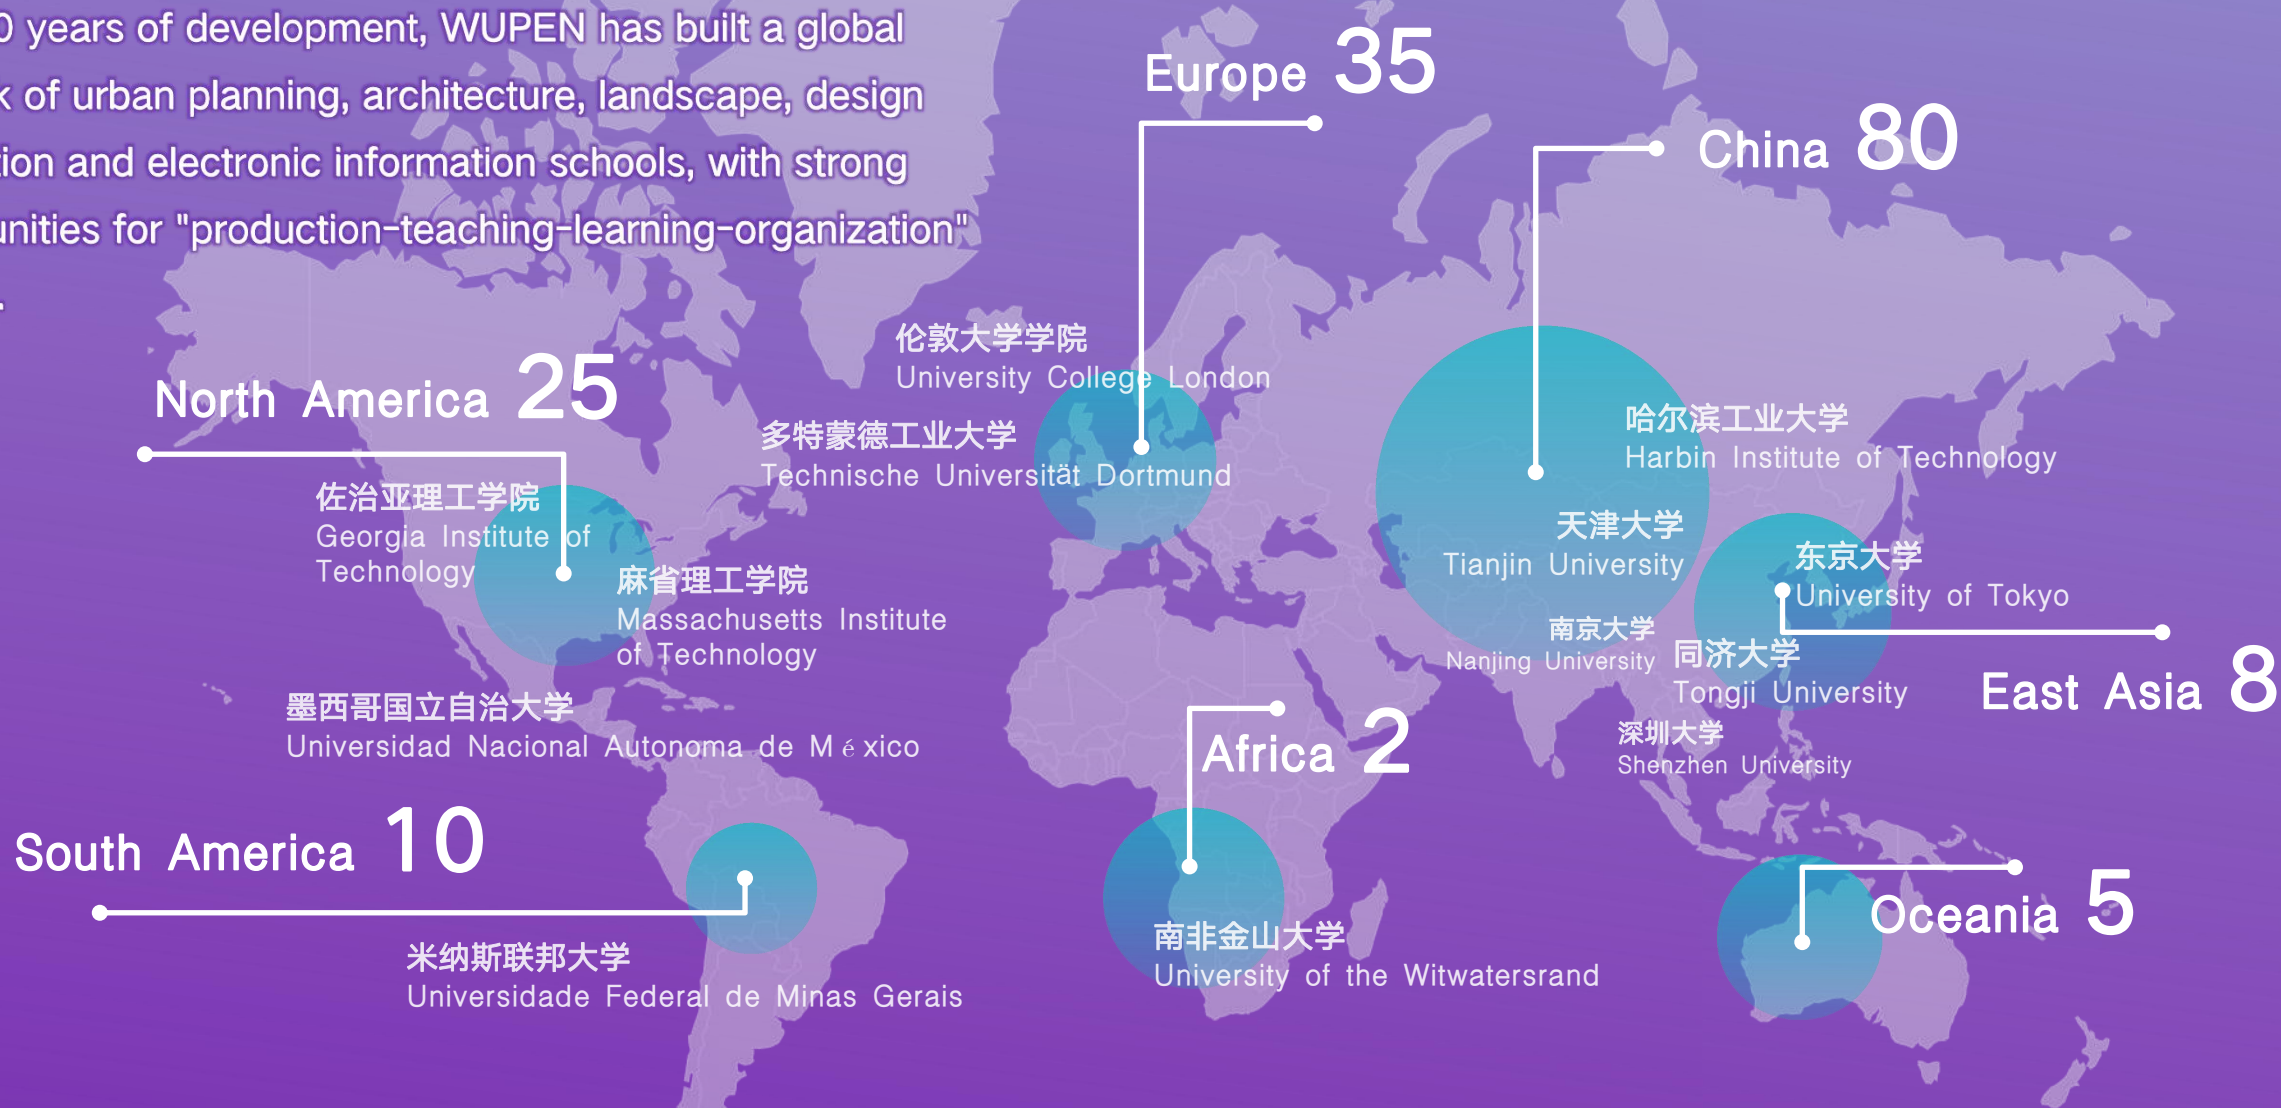 0 years of development, WUPEN has built a global
k of urban planning, architecture, landscape, design
tion and electronic information schools, with strong
unities for "production-teaching-learning-organization"
.
Europe 35
China 80
伦敦大学学院
University College London
North America 25
多特蒙德工业大学
Technische Universität Dortmund
哈尔滨工业大学
Harbin Institute of Technology
佐治亚理工学院
Georgia Institute of
Technology
天津大学
Tianjin University
东京大学
University of Tokyo
麻省理工学院
Massachusetts Institute
of Technology
南京大学
Nanjing University
同济大学
Tongji University
East Asia 8
墨西哥国立自治大学
Universidad Nacional Autonoma de México
深圳大学
Shenzhen University
Africa 2
South America 10
Oceania 5
米纳斯联邦大学
Universidade Federal de Minas Gerais
南非金山大学
University of the Witwatersrand